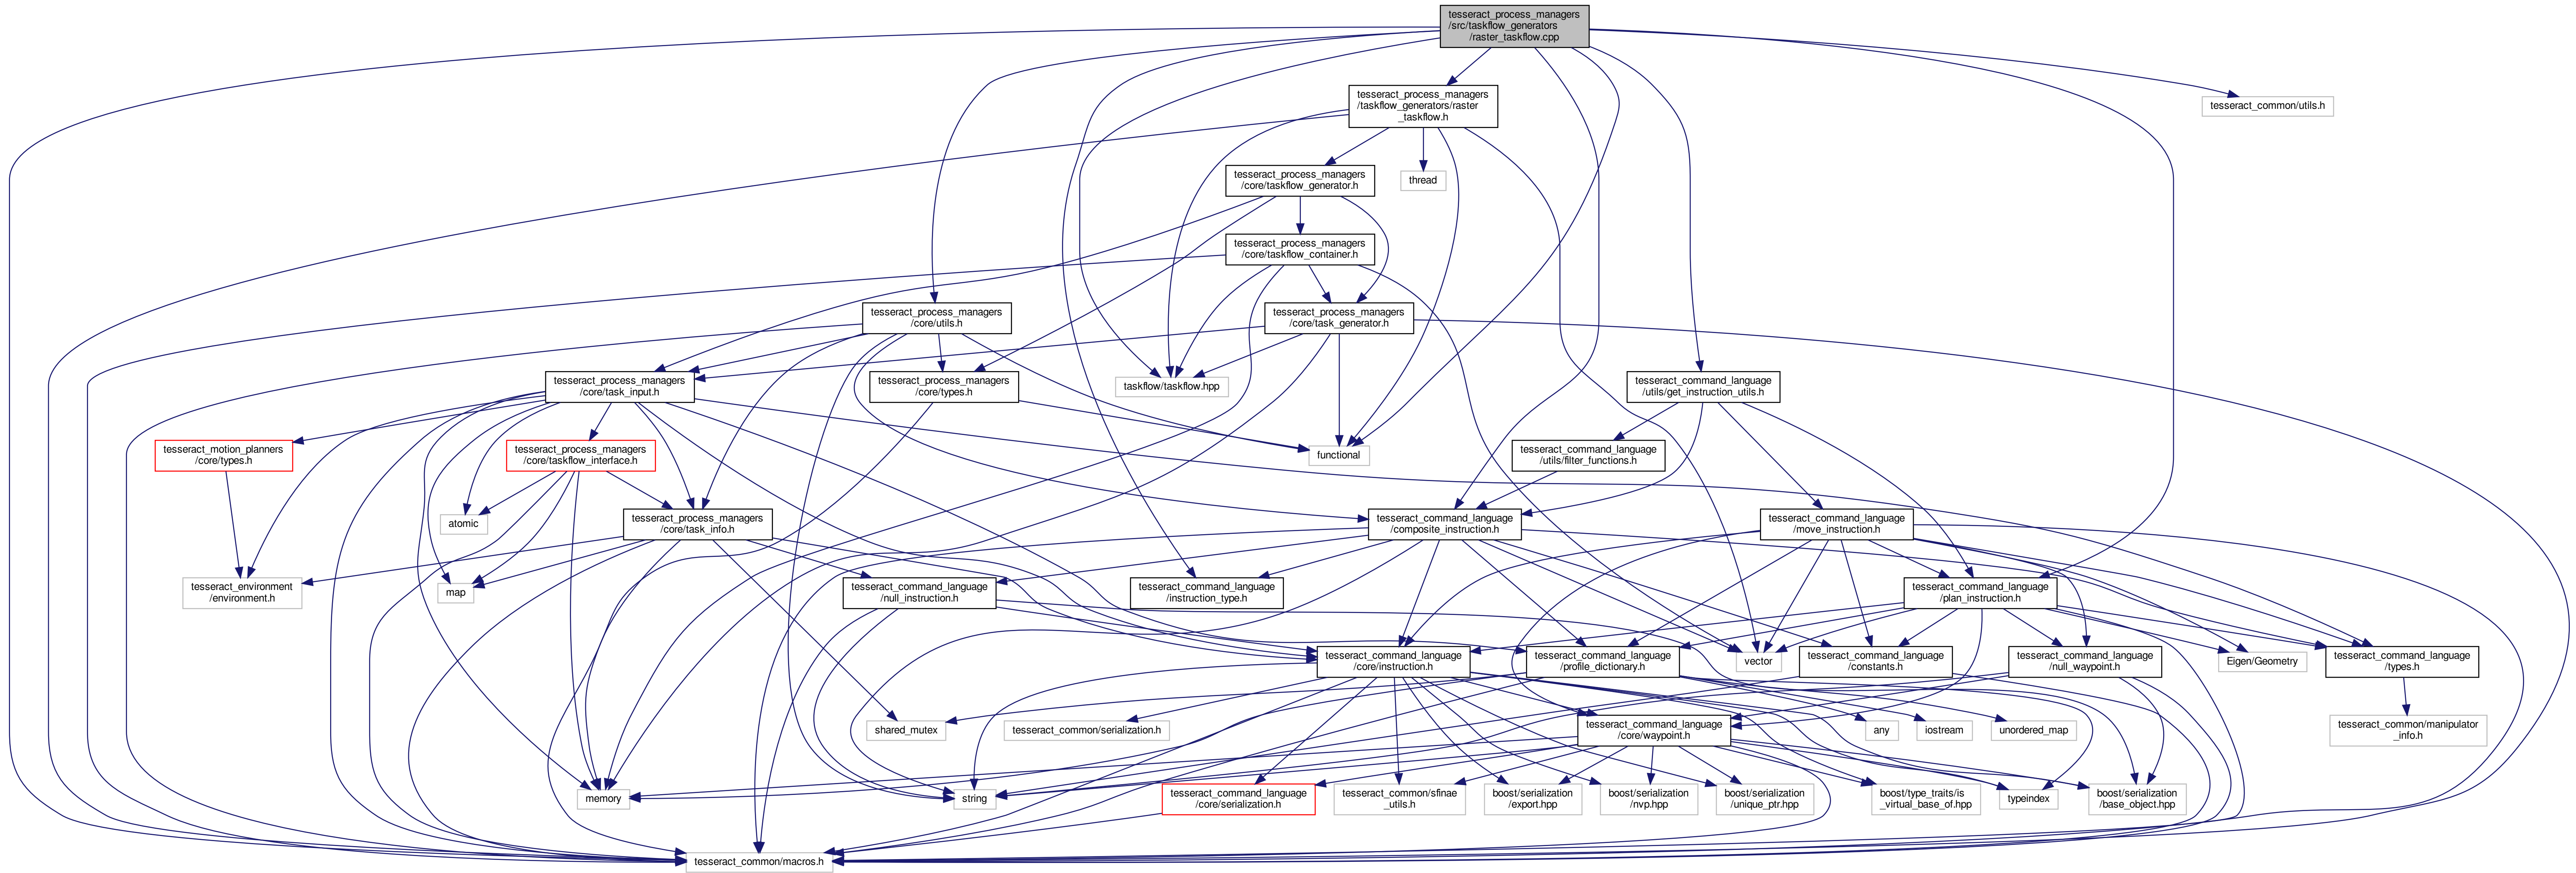 tesseract_process_managers
/src/taskflow_generators
/raster_taskflow.cpp
tesseract_process_managers
/taskflow_generators/raster
_taskflow.h
tesseract_common/utils.h
tesseract_process_managers
/core/taskflow_generator.h
thread
tesseract_process_managers
/core/taskflow_container.h
tesseract_process_managers
/core/utils.h
tesseract_process_managers
/core/task_generator.h
tesseract_process_managers
/core/task_input.h
tesseract_process_managers
/core/types.h
taskflow/taskflow.hpp
tesseract_command_language
/utils/get_instruction_utils.h
tesseract_motion_planners
/core/types.h
tesseract_process_managers
/core/taskflow_interface.h
functional
tesseract_command_language
/utils/filter_functions.h
atomic
tesseract_process_managers
/core/task_info.h
tesseract_command_language
/composite_instruction.h
tesseract_command_language
/move_instruction.h
tesseract_environment
/environment.h
map
tesseract_command_language
/null_instruction.h
tesseract_command_language
/instruction_type.h
tesseract_command_language
/plan_instruction.h
tesseract_command_language
/core/instruction.h
tesseract_command_language
/profile_dictionary.h
vector
tesseract_command_language
/constants.h
tesseract_command_language
/null_waypoint.h
Eigen/Geometry
tesseract_command_language
/types.h
shared_mutex
tesseract_common/serialization.h
tesseract_command_language
/core/waypoint.h
any
iostream
unordered_map
tesseract_common/manipulator
_info.h
memory
string
tesseract_command_language
/core/serialization.h
tesseract_common/sfinae
_utils.h
boost/serialization
/export.hpp
boost/serialization
/nvp.hpp
boost/serialization
/unique_ptr.hpp
boost/type_traits/is
_virtual_base_of.hpp
typeindex
boost/serialization
/base_object.hpp
tesseract_common/macros.h